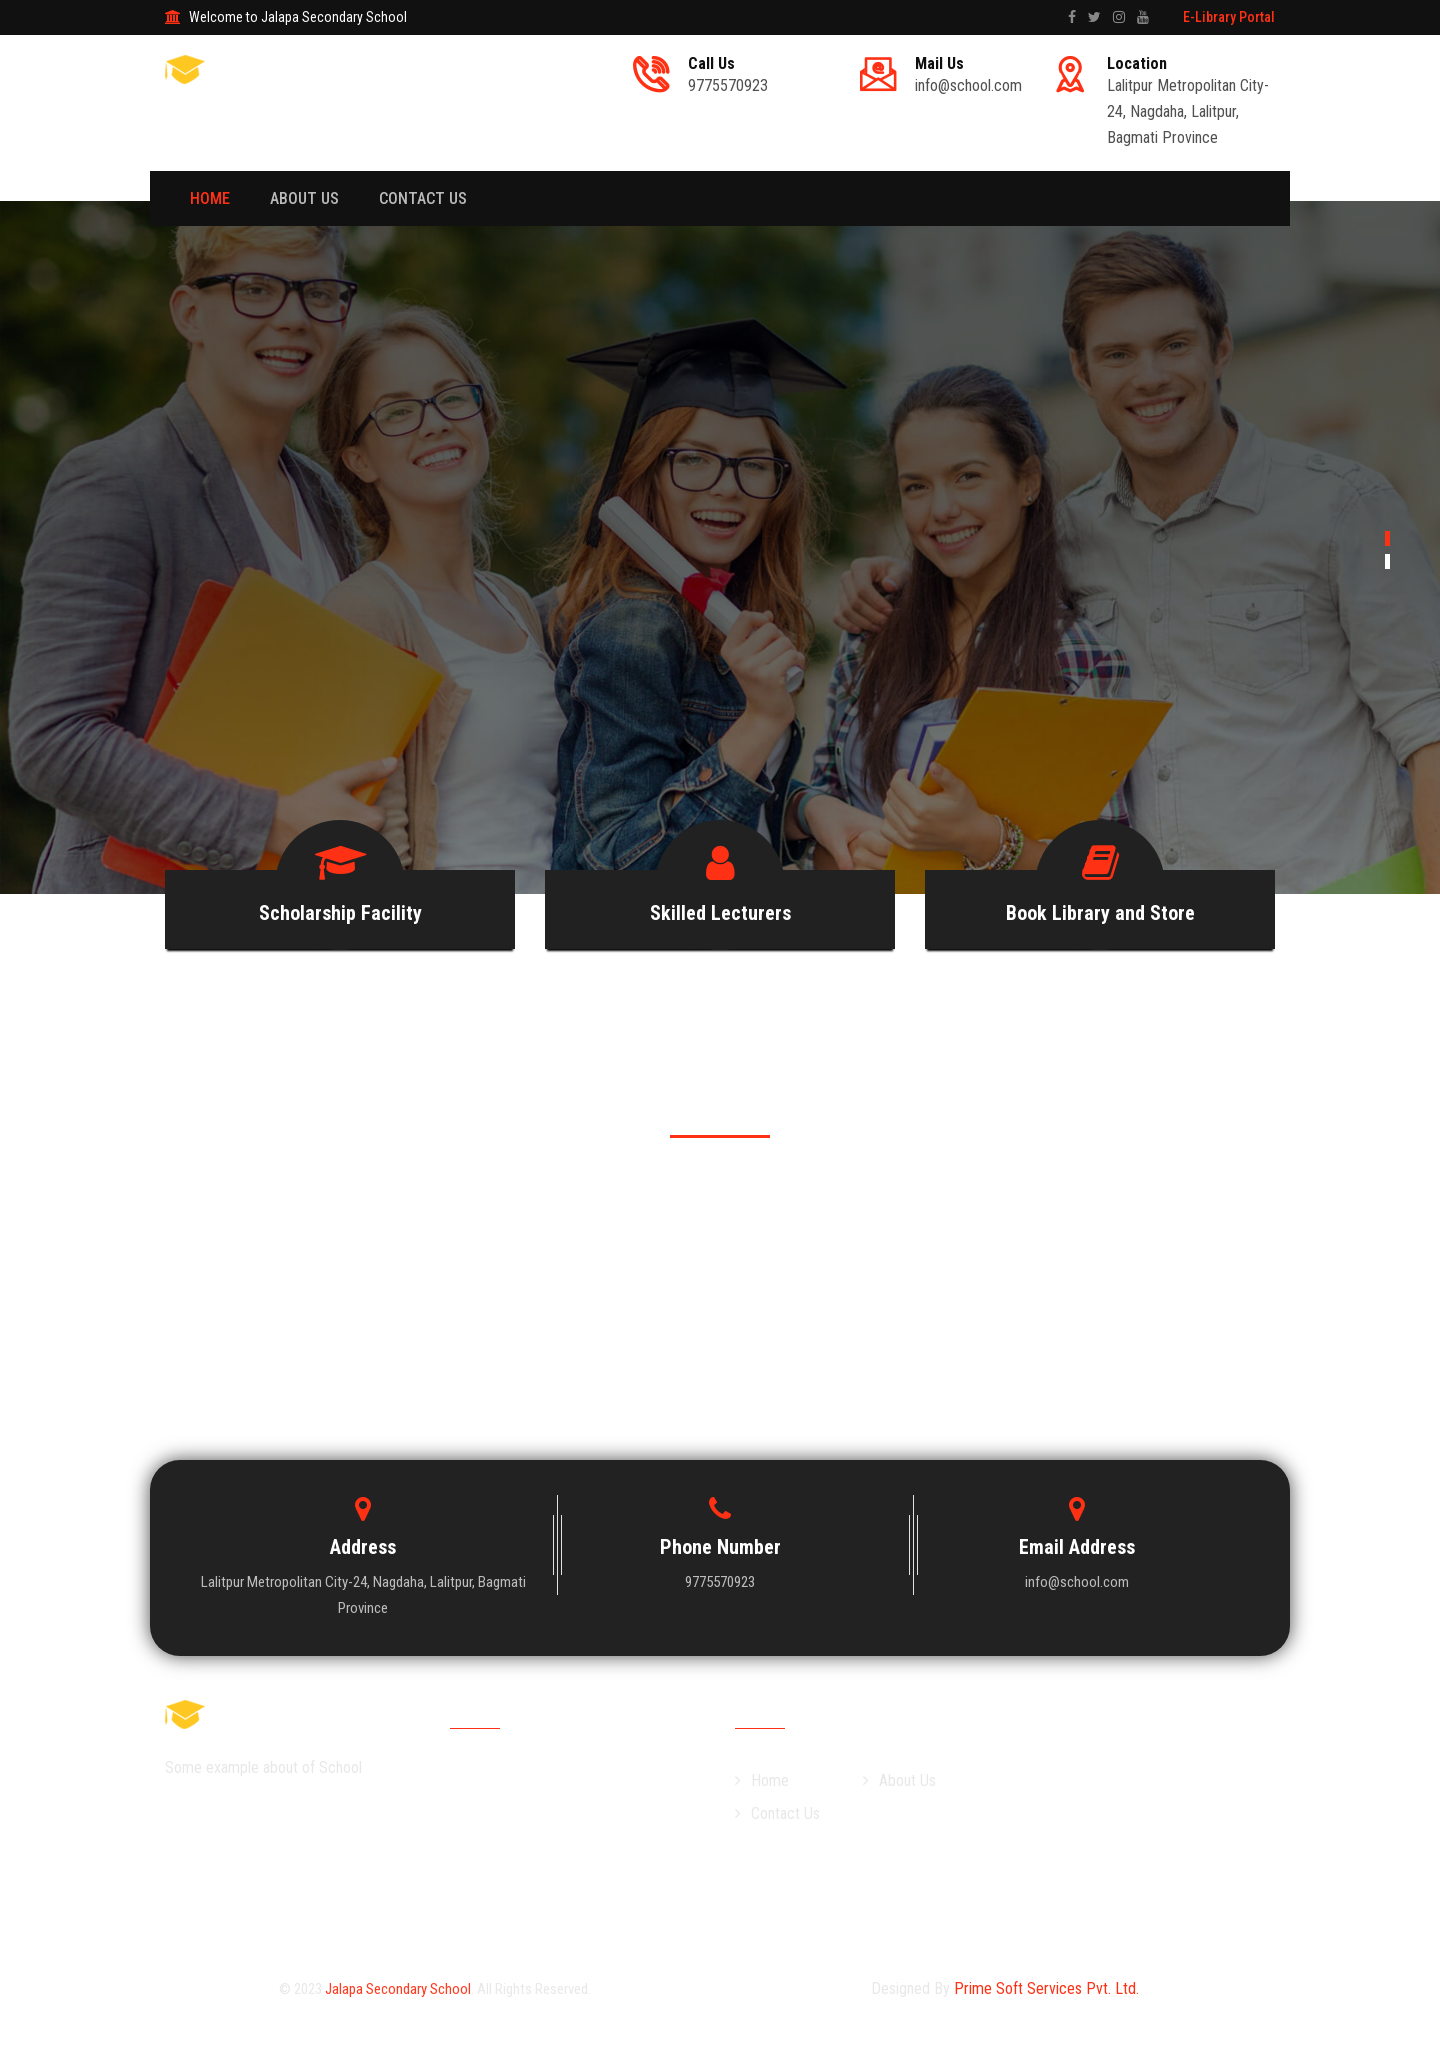 Welcome to Jalapa Secondary School
E-Library Portal
Call Us
9775570923
Mail Us
info@school.com
Location
Lalitpur Metropolitan City-
24, Nagdaha, Lalitpur,
Bagmati Province
HOME
ABOUT US
CONTACT US
Scholarship Facility
Skilled Lecturers
Book Library and Store
Address
Lalitpur Metropolitan City-24, Nagdaha, Lalitpur, Bagmati
Province
Phone Number
9775570923
Email Address
info@school.com
Some example about of School
Home
About Us
Contact Us
© 2023 Jalapa Secondary School .All Rights Reserved.
Designed By Prime Soft Services Pvt. Ltd.